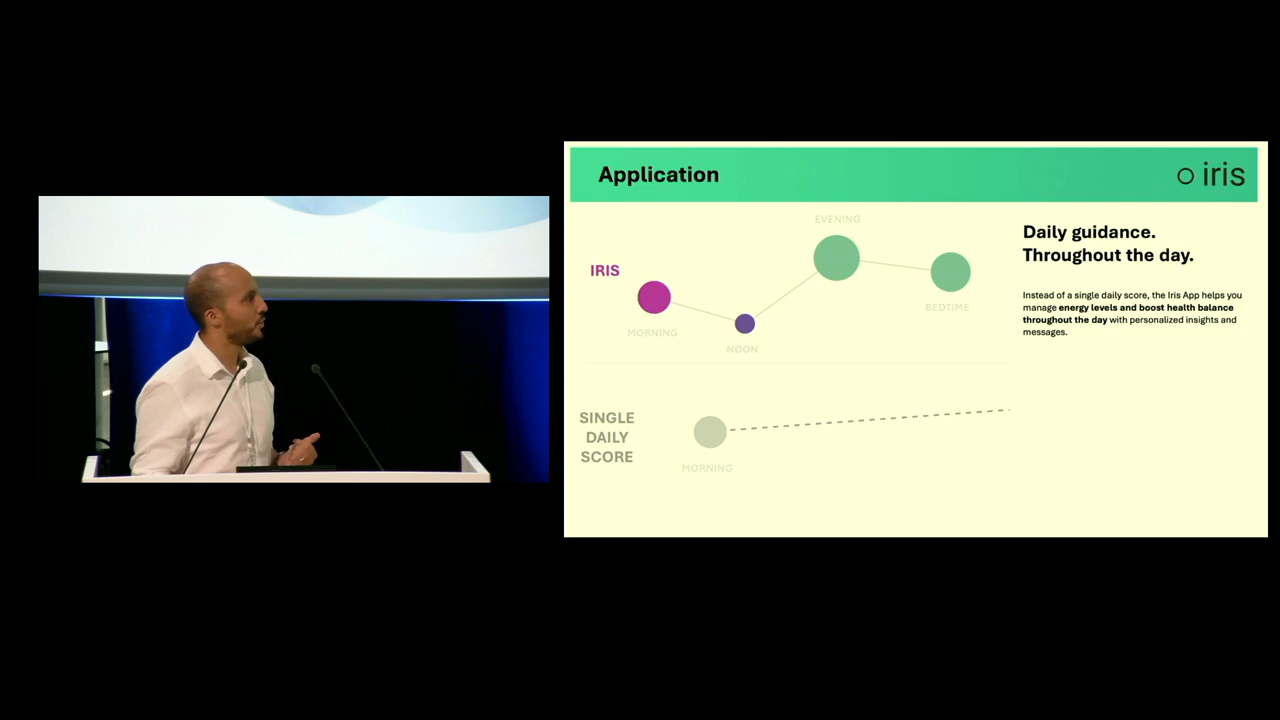 Application
iris
EVENING
IRIS
MORNING
NOON
BEDTIME
SINGLE
DAILY
SCORE
MORNING
Daily guidance.
Throughout the day.
Instead of a single daily score, the Iris App helps you
manage energy levels and boost health balance
throughout the day with personalized insights and
messages.